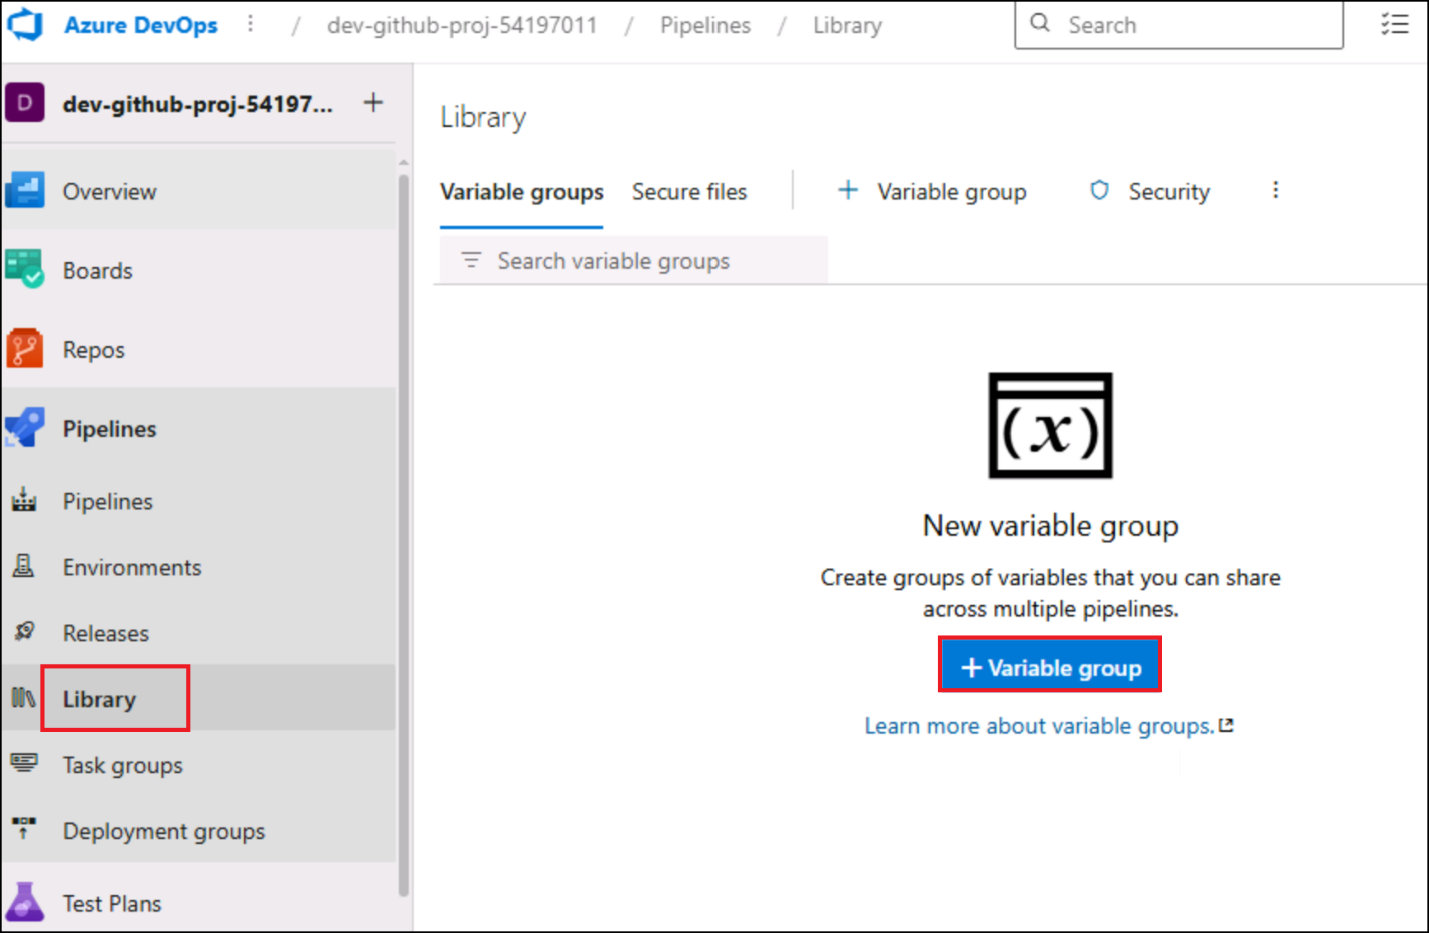 Azure DevOps / dev-github-proj-54197011 / Pipelines / Library
Search
D dev-github-proj-54197... +
Overview
Boards
Repos
Pipelines
Pipelines
Environments
Releases
Library
Task groups
Deployment groups
Test Plans
Library
Variable groups Secure files + Variable group Security
Search variable groups
(x)
New variable group
Create groups of variables that you can share
across multiple pipelines.
+ Variable group
Learn more about variable groups.